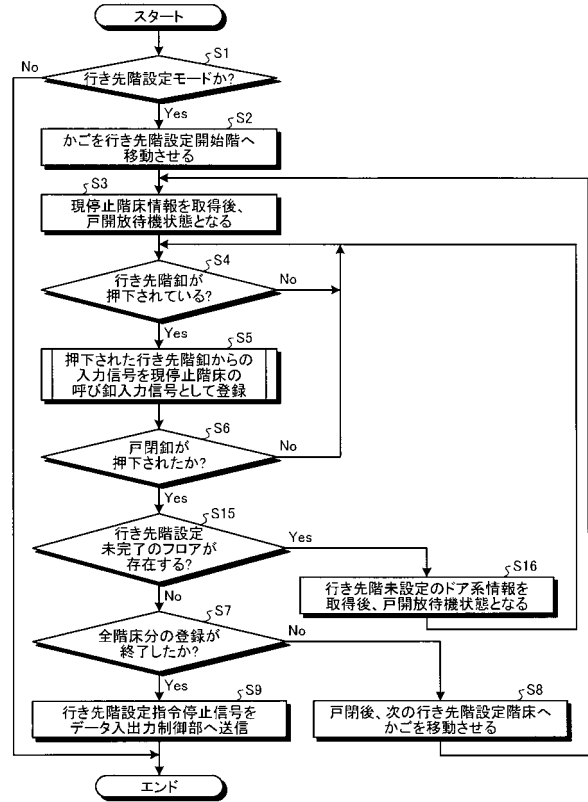 スタート
S1
No
行き先階設定モードか?
Yes
S2
かごを行き先階設定開始階へ
移動させる
S3
現停止階床情報を取得後、
戸開放待機状態となる
S4
行き先階釦が
押下されている?
No
Yes
S5
押下された行き先階釦からの
入力信号を現停止階床の
呼び釦入力信号として登録
S6
戸閉釦が
押下されたか?
No
Yes
S15
行き先階設定
未完了のフロアが
存在する?
Yes
S16
行き先階未設定のドア系情報を
取得後、戸開放待機状態となる
No
S7
全階床分の登録が
終了したか?
No
Yes
S9
行き先階設定指令停止信号を
データ入出力制御部へ送信
S8
戸閉後、次の行き先階設定階床へ
かごを移動させる
エンド